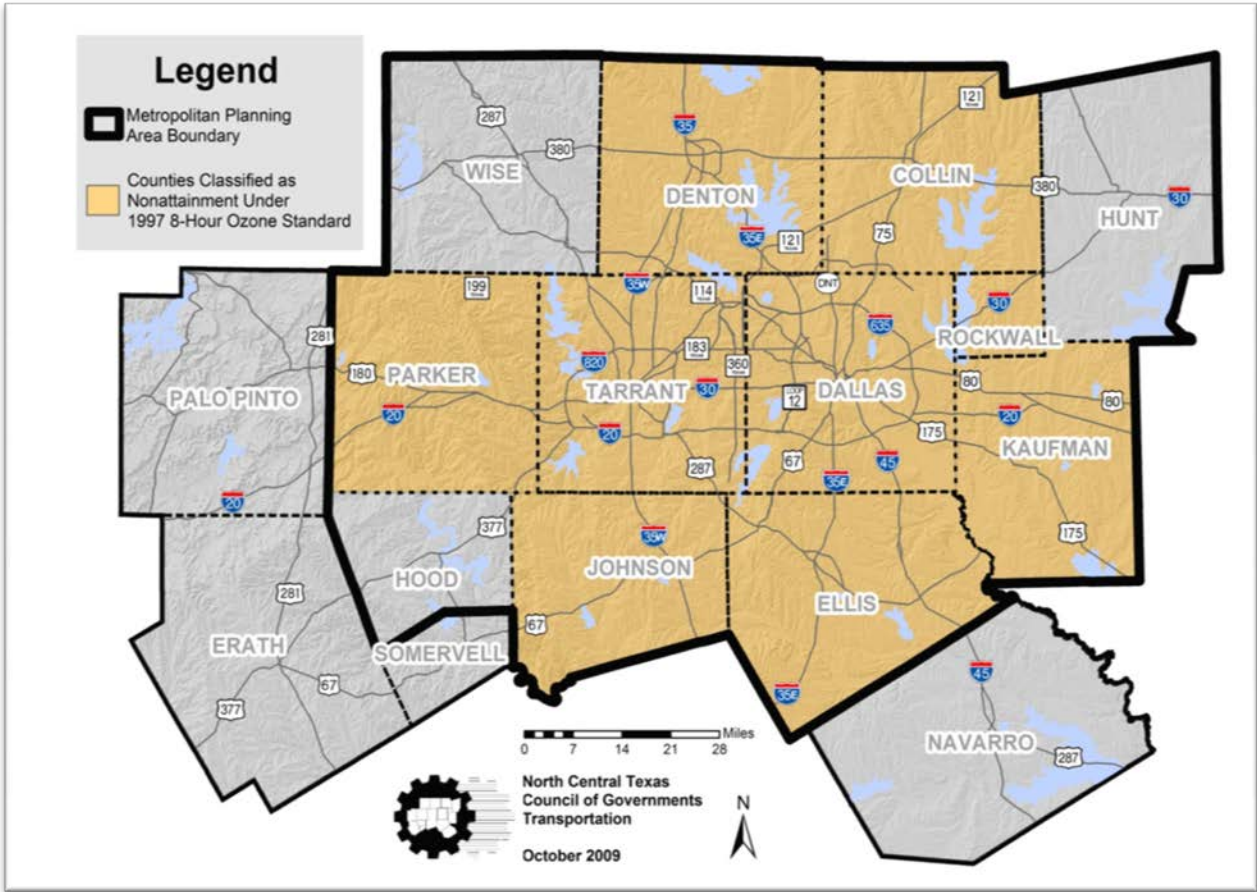 Legend
Metropolitan Planning
Area Boundary
Counties Classified as
Nonattainment Under
1997 8-Hour Ozone Standard
287
380
WISE
35
DENTON
35E
121
121
COLLIN
380
75
HUNT
30
199
35W
114
DNT
635
30
ROCKWALL
281
180
PARKER
20
820
183
360
TARRANT
30
20
LOOP
12
DALLAS
80
80
20
175
KAUFMAN
175
PALO PINTO
20
287
67
35E
45
377
HOOD
35W
JOHNSON
ELLIS
281
ERATH
67
377
SOMERVELL
67
35E
45
NAVARRO
287
Miles
0 7 14 21 28
North Central Texas
Council of Governments
Transportation
October 2009
N